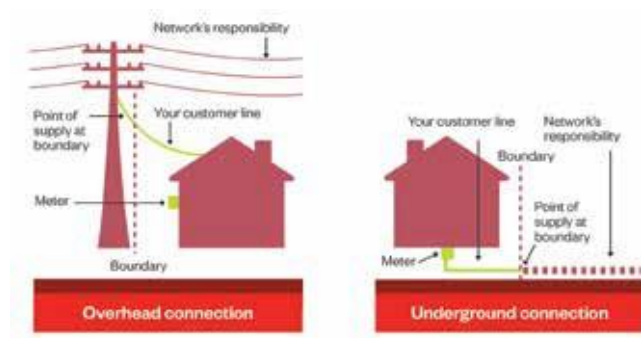 Network's responsibility
Point of
supply at
boundary
Your customer line
Meter
Boundary
Overhead connection
Your customer line
Network's
responsibility
Boundary
Point of
supply at
boundary
Meter
Underground connection